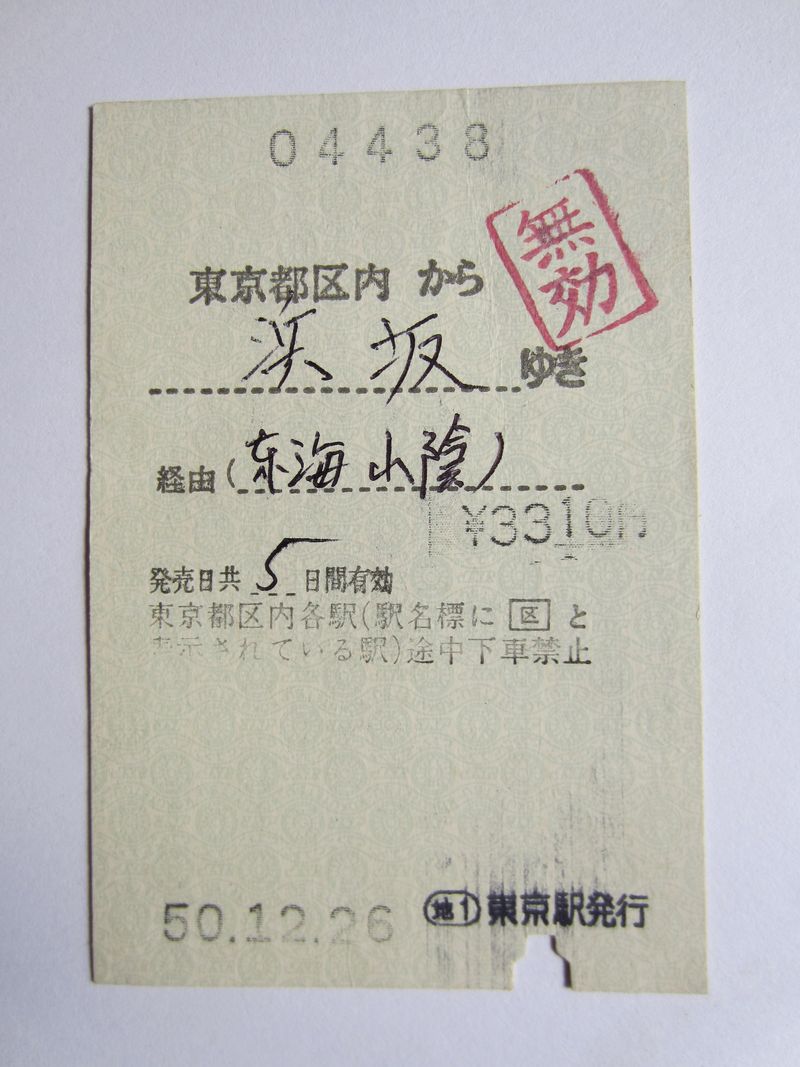 04438
無効
東京都区内 から
浜坂 ゆき
経由(东海 山陰)
¥3310円
発売日共 5 日間有効
東京都区内各駅(駅名標に 区 と
表示されている駅)途中下車禁止
50.12.26
地1 東京駅発行